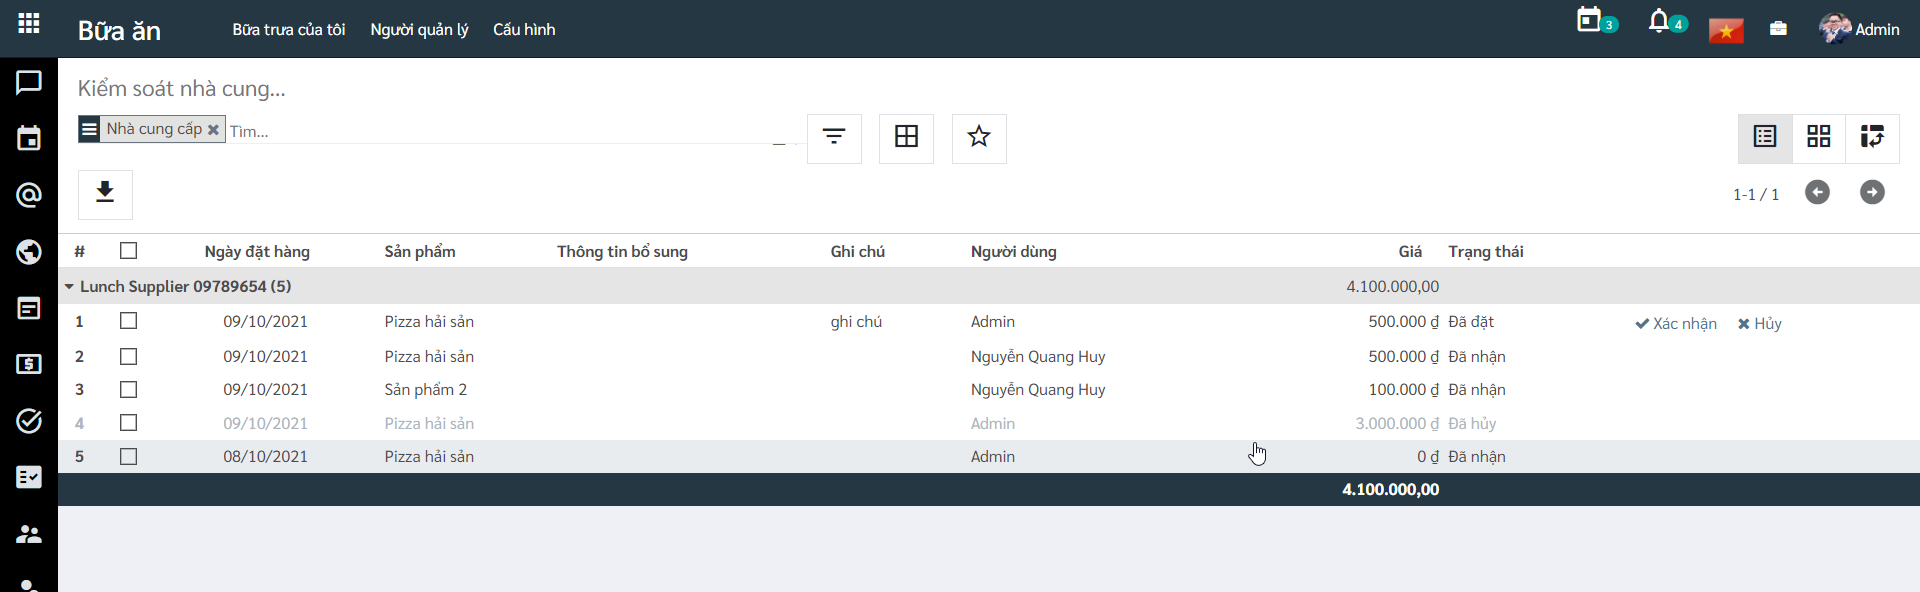 Bữa ăn Bữa trưa của tôi Người quản lý Cấu hình 3 4 Admin
Kiểm soát nhà cung...
Nhà cung cấp Tìm...
1-1 / 1
# Ngày đặt hàng Sản phẩm Thông tin bổ sung Ghi chú Người dùng Giá Trạng thái
Lunch Supplier 09789654 (5) 4.100.000,00
1 09/10/2021 Pizza hải sản ghi chú Admin 500.000 ₫ Đã đặt Xác nhận Hủy
2 09/10/2021 Pizza hải sản Nguyễn Quang Huy 500.000 ₫ Đã nhận
3 09/10/2021 Sản phẩm 2 Nguyễn Quang Huy 100.000 ₫ Đã nhận
4 09/10/2021 Pizza hải sản Admin 3.000.000 ₫ Đã hủy
5 08/10/2021 Pizza hải sản Admin 0 ₫ Đã nhận
4.100.000,00